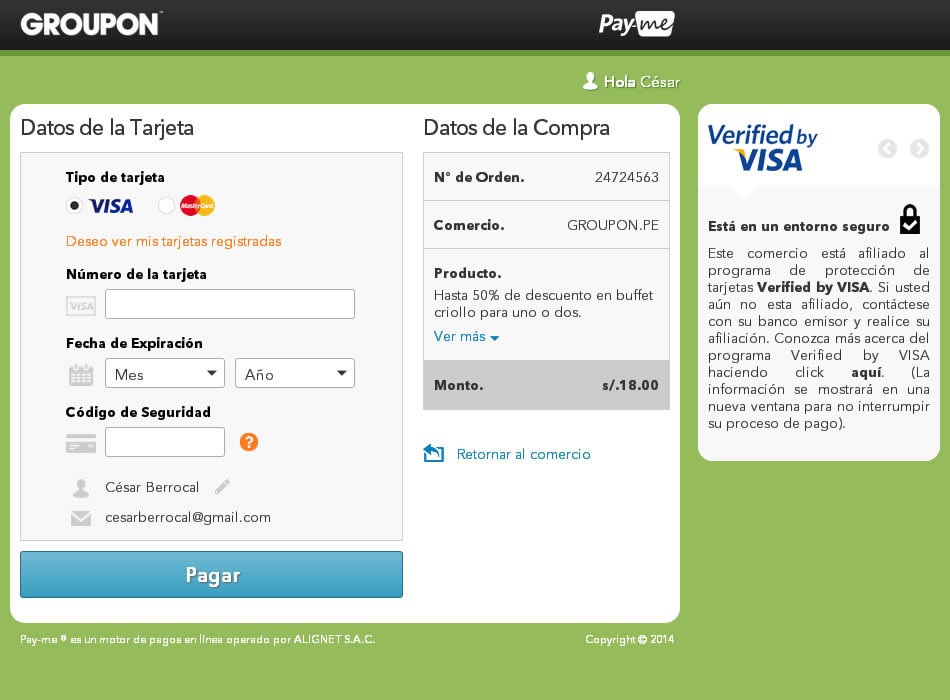 GROUPON™
Pay-me
Hola César
Datos de la Tarjeta
Tipo de tarjeta
VISA
MasterCard
Deseo ver mis tarjetas registradas
Número de la tarjeta
VISA
Fecha de Expiración
Mes
Año
Código de Seguridad
?
César Berrocal
cesarberrocal@gmail.com
Pagar
Datos de la Compra
N° de Orden. 24724563
Comercio. GROUPON.PE
Producto.
Hasta 50% de descuento en buffet
criollo para uno o dos.
Ver más
Monto. s/.18.00
Retornar al comercio
Verified by
VISA
Está en un entorno seguro
Este comercio está afiliado al
programa de protección de
tarjetas Verified by VISA. Si usted
aún no esta afiliado, contáctese
con su banco emisor y realice su
afiliación. Conozca más acerca del
programa Verified by VISA
haciendo click aquí. (La
información se mostrará en una
nueva ventana para no interrumpir
su proceso de pago).
Pay-me ® es un motor de pagos en línea operado por ALIGNET S.A.C.
Copyright © 2014